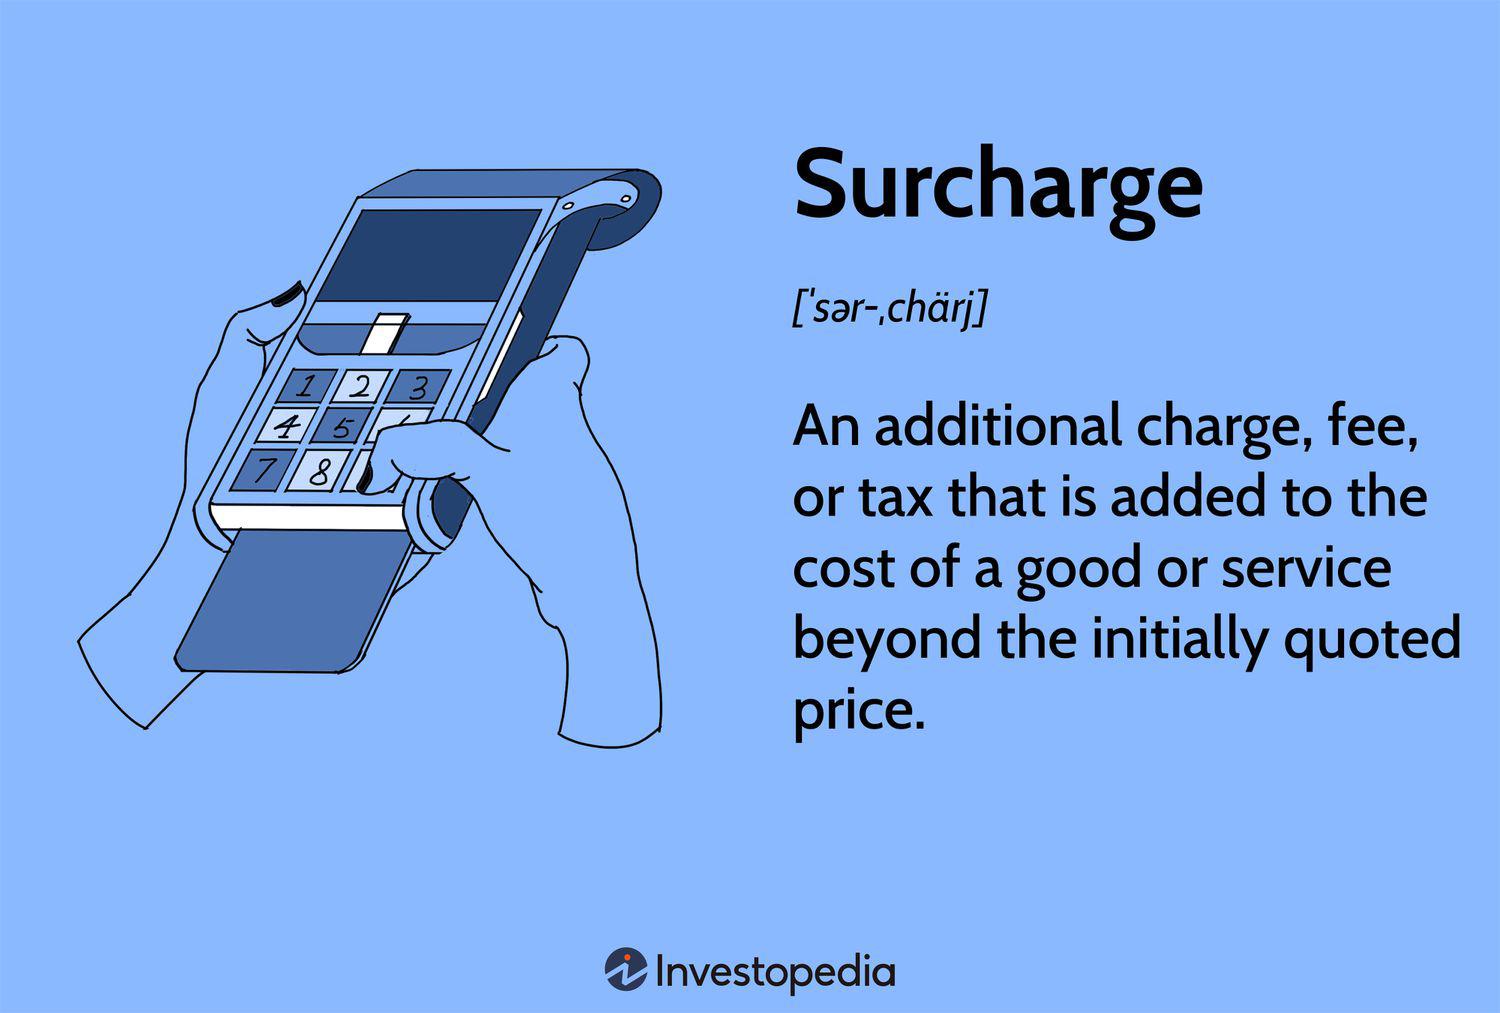 Surcharge
[ˈsər-ˌchärj]
An additional charge, fee,
or tax that is added to the
cost of a good or service
beyond the initially quoted
price.
1 2 3
4 5
7 8
Investopedia